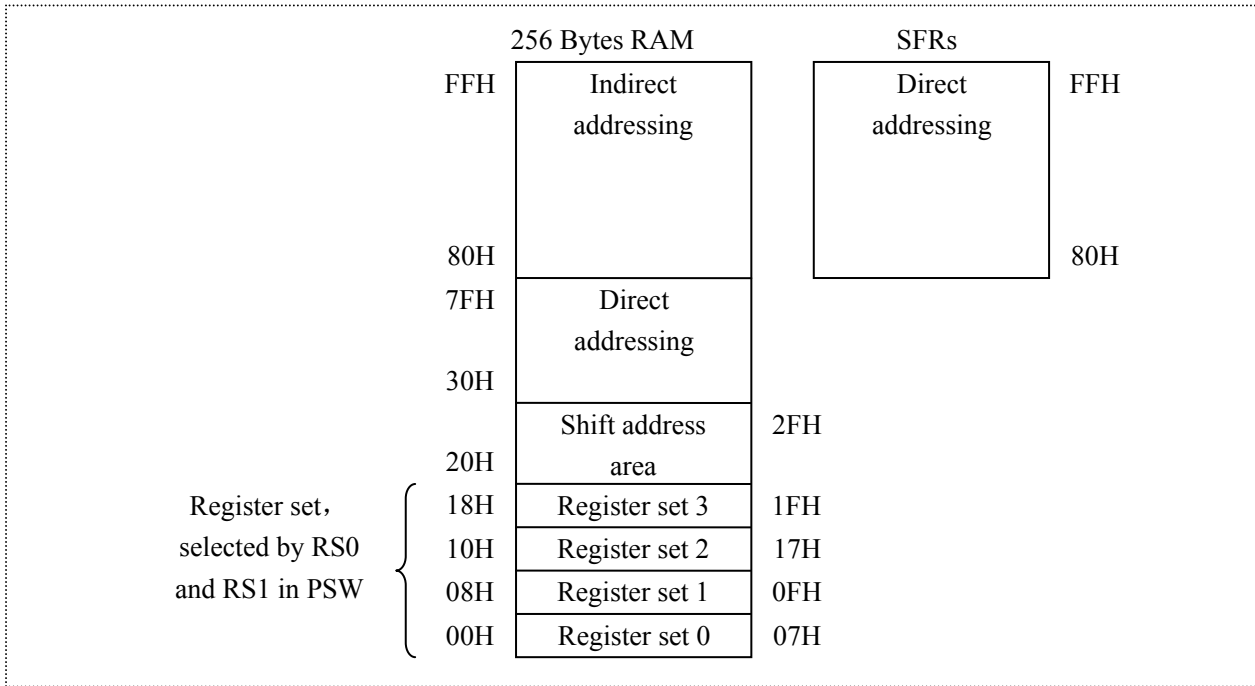 256 Bytes RAM
SFRs
FFH
Indirect
addressing
Direct
addressing
FFH
80H
80H
7FH
Direct
addressing
30H
Shift address
area
2FH
20H
Register set，
selected by RS0
and RS1 in PSW
18H
Register set 3
1FH
10H
Register set 2
17H
08H
Register set 1
0FH
00H
Register set 0
07H